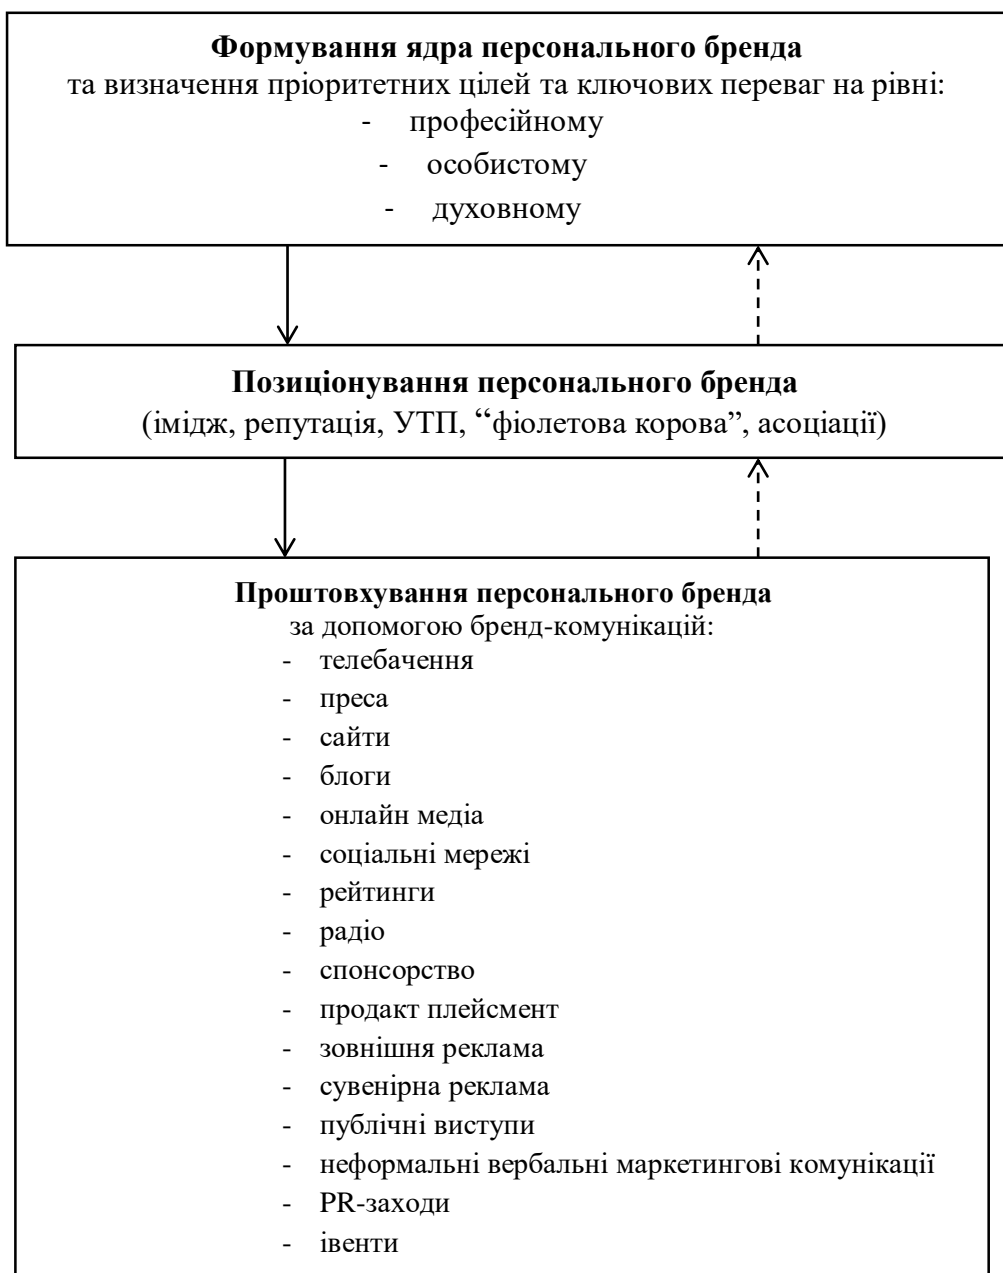 Формування ядра персонального бренда
та визначення пріоритетних цілей та ключових переваг на рівні:
- професійному
- особистому
- духовному
Позиціонування персонального бренда
(імідж, репутація, УТП, “фіолетова корова”, асоціації)
Проштовхування персонального бренда
за допомогою бренд-комунікацій:
- телебачення
- преса
- сайти
- блоги
- онлайн медіа
- соціальні мережі
- рейтинги
- радіо
- спонсорство
- продакт плейсмент
- зовнішня реклама
- сувенірна реклама
- публічні виступи
- неформальні вербальні маркетингові комунікації
- PR-заходи
- івенти